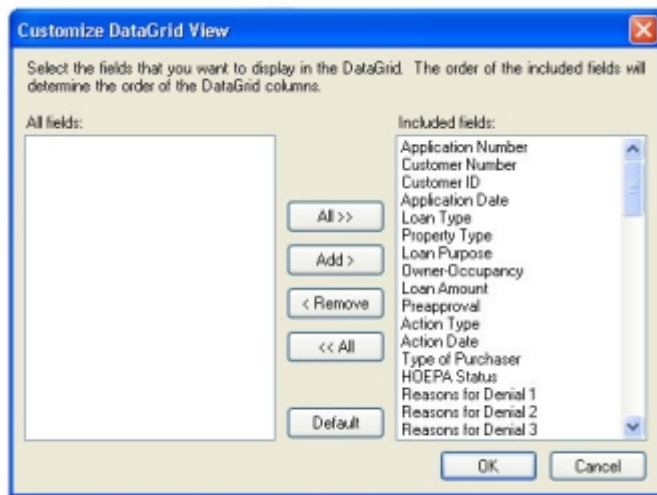 Customize DataGrid View
Select the fields that you want to display in the DataGrid. The order of the included fields will
determine the order of the DataGrid columns.
All fields:
Included fields:
Application Number
Customer Number
Customer ID
Application Date
Loan Type
Property Type
Loan Purpose
Owner-Occupancy
Loan Amount
Preapproval
Action Type
Action Date
Type of Purchaser
HOEPA Status
Reasons for Denial 1
Reasons for Denial 2
Reasons for Denial 3
All >>
Add >
< Remove
<< All
Default
OK
Cancel